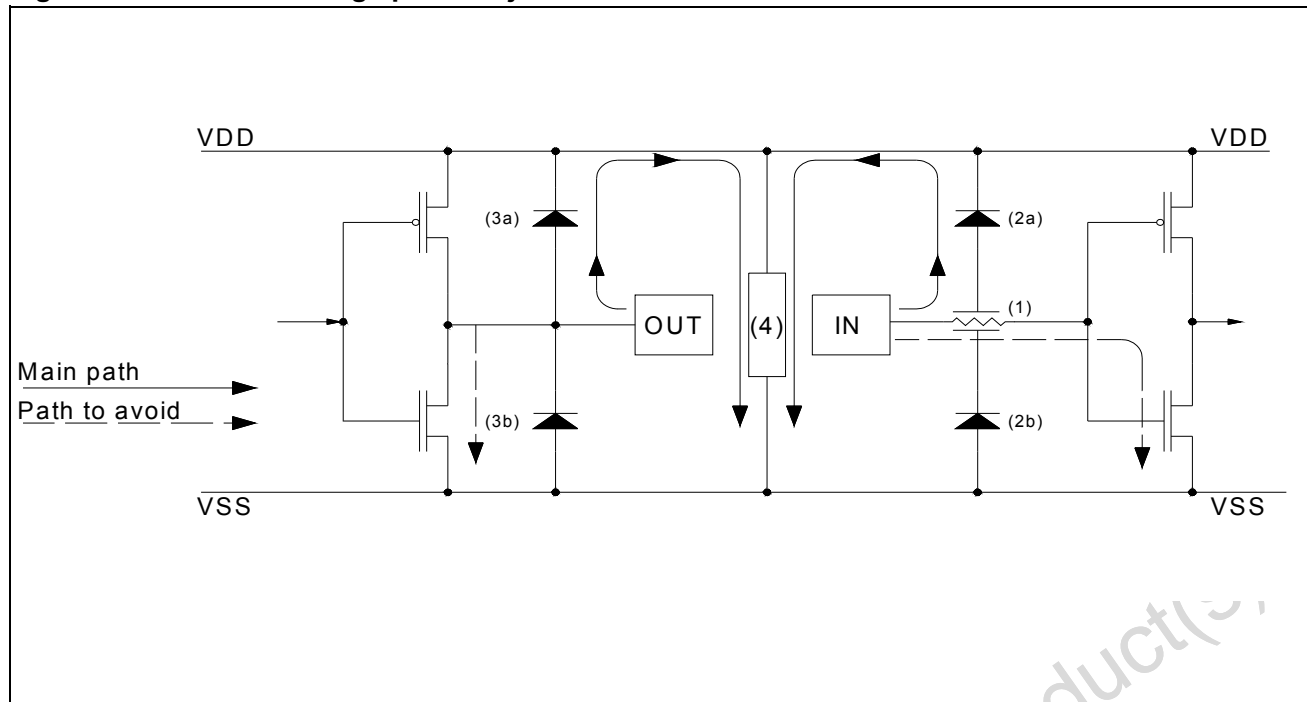 VDD
VDD
(3a)
(2a)
(1)
OUT
(4)
IN
Main path
Path to avoid
(3b)
(2b)
VSS
VSS